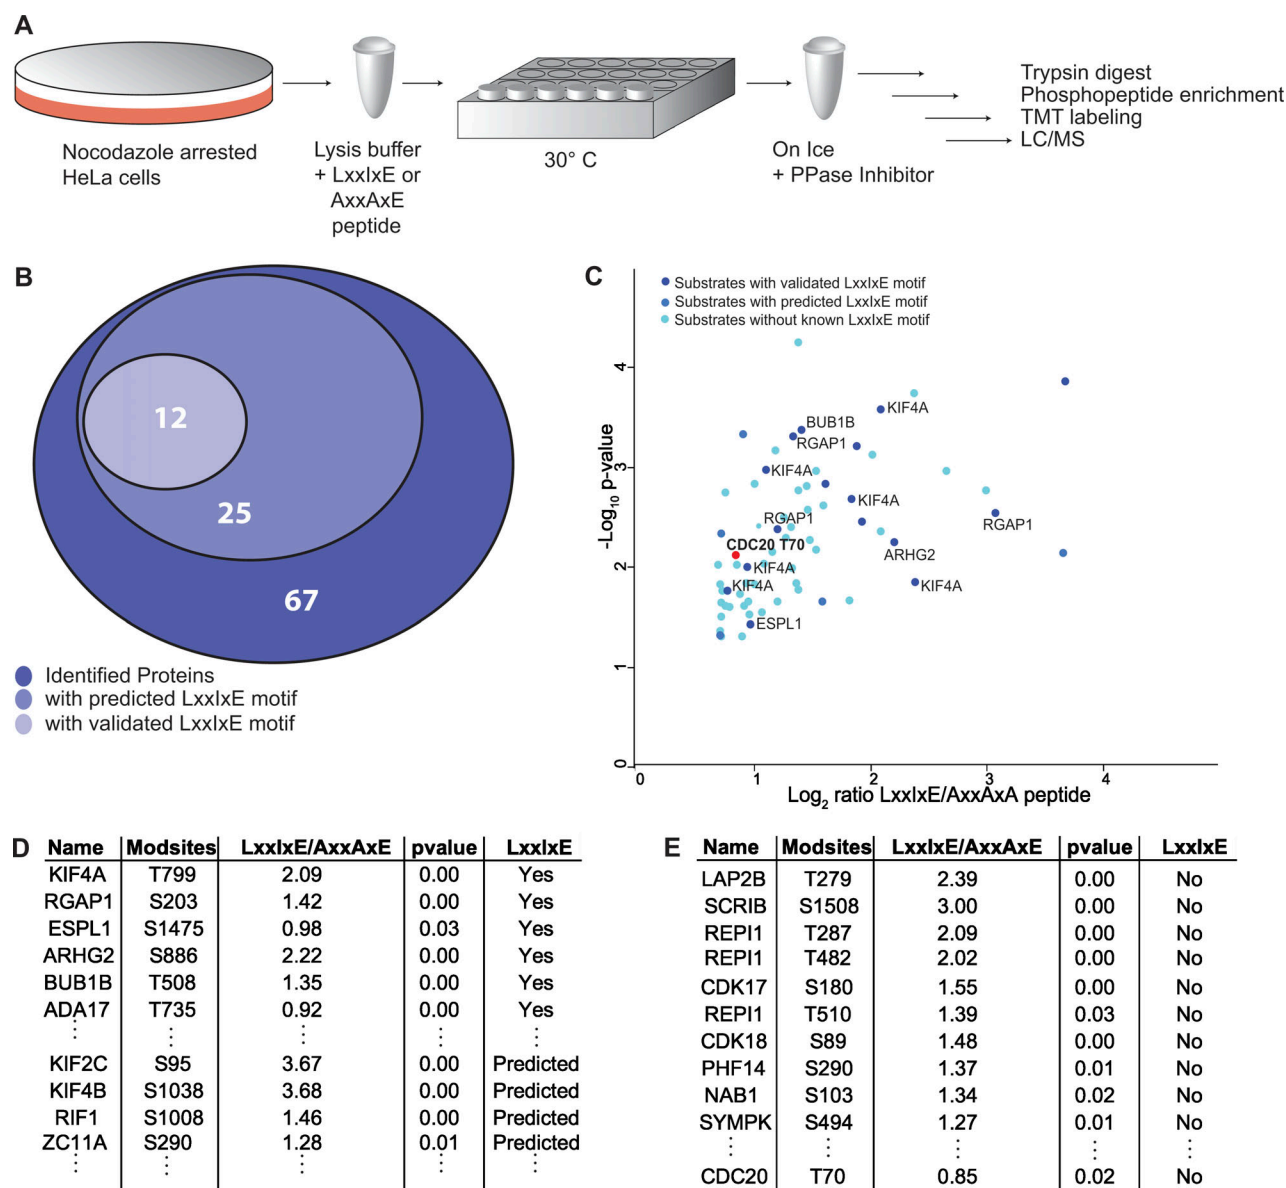 A
Nocodazole arrested
HeLa cells
Lysis buffer
+ LxxIxE or
AxxAxE
peptide
30° C
On Ice
+ PPase Inhibitor
Trypsin digest
Phosphopeptide enrichment
TMT labeling
LC/MS
B
12
25
67
Identified Proteins
with predicted LxxIxE motif
with validated LxxIxE motif
C
Substrates with validated LxxIxE motif
Substrates with predicted LxxIxE motif
Substrates without known LxxIxE motif
-Log10 p-value
4
3
2
1
0
KIF4A
BUB1B
RGAP1
KIF4A
KIF4A
RGAP1
RGAP1
CDC20 T70
ARHG2
KIF4A
KIF4A
KIF4A
ESPL1
0 1 2 3 4
Log2 ratio LxxIxE/AxxAxA peptide
D
Name Modsites LxxIxE/AxxAxE pvalue LxxIxE
KIF4A T799 2.09 0.00 Yes
RGAP1 S203 1.42 0.00 Yes
ESPL1 S1475 0.98 0.03 Yes
ARHG2 S886 2.22 0.00 Yes
BUB1B T508 1.35 0.00 Yes
ADA17 T735 0.92 0.00 Yes
⋮ ⋮ ⋮ ⋮ ⋮
KIF2C S95 3.67 0.00 Predicted
KIF4B S1038 3.68 0.00 Predicted
RIF1 S1008 1.46 0.00 Predicted
ZC11A S290 1.28 0.01 Predicted
⋮ ⋮ ⋮ ⋮ ⋮
E
Name Modsites LxxIxE/AxxAxE pvalue LxxIxE
LAP2B T279 2.39 0.00 No
SCRIB S1508 3.00 0.00 No
REPI1 T287 2.09 0.00 No
REPI1 T482 2.02 0.00 No
CDK17 S180 1.55 0.00 No
REPI1 T510 1.39 0.03 No
CDK18 S89 1.48 0.00 No
PHF14 S290 1.37 0.01 No
NAB1 S103 1.34 0.02 No
SYMPK S494 1.27 0.01 No
⋮ ⋮ ⋮ ⋮ ⋮
CDC20 T70 0.85 0.02 No